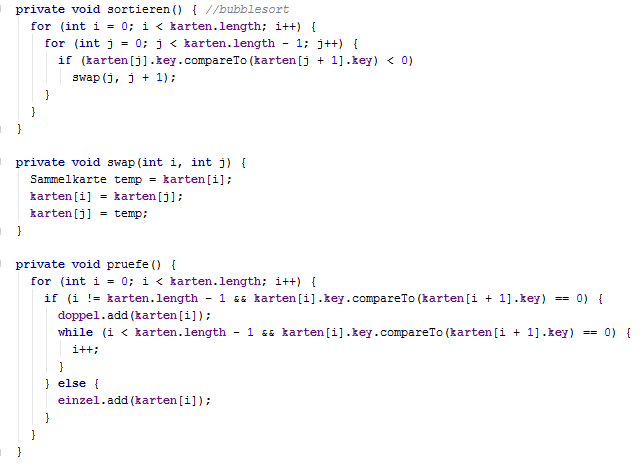 private void sortieren() { //bubblesort
for (int i = 0; i < karten.length; i++) {
for (int j = 0; j < karten.length - 1; j++) {
if (karten[j].key.compareTo(karten[j + 1].key) < 0)
swap(j, j + 1);
}
}
}
private void swap(int i, int j) {
Sammelkarte temp = karten[i];
karten[i] = karten[j];
karten[j] = temp;
}
private void pruefe() {
for (int i = 0; i < karten.length; i++) {
if (i != karten.length - 1 && karten[i].key.compareTo(karten[i + 1].key) == 0) {
doppel.add(karten[i]);
while (i < karten.length - 1 && karten[i].key.compareTo(karten[i + 1].key) == 0) {
i++;
}
} else {
einzel.add(karten[i]);
}
}
}